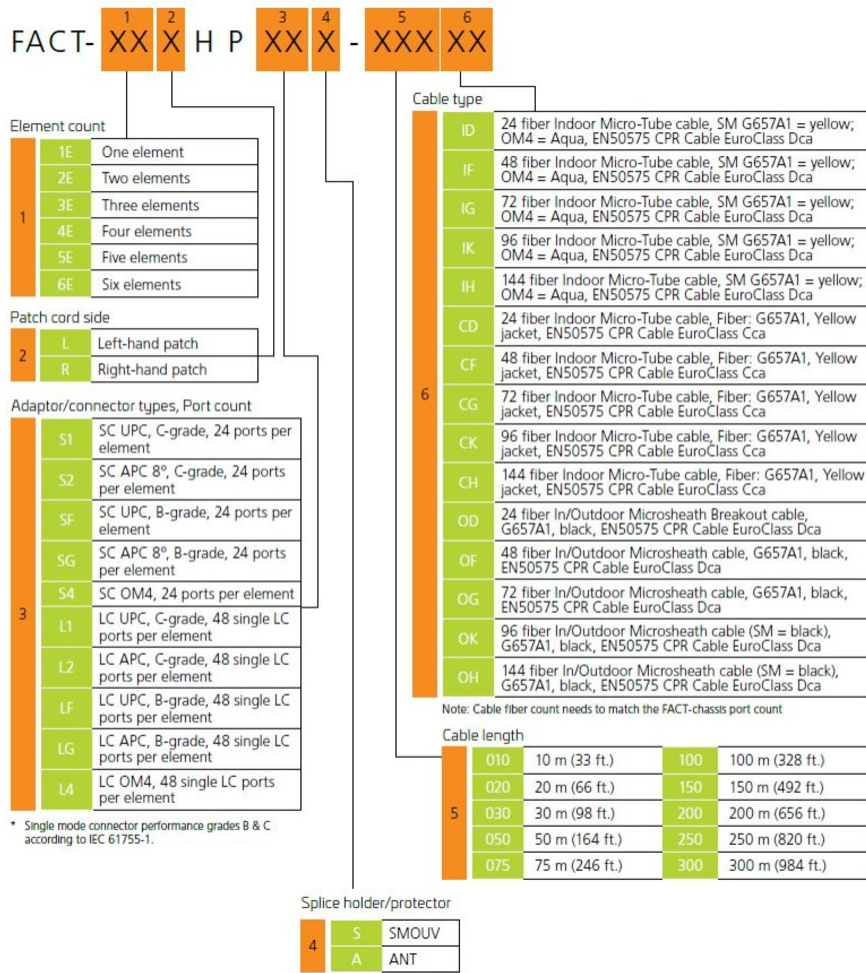 1 2 3 4 5 6
FACT- XX X H P XX X - XXX XX
Element count
1
1E One element
2E Two elements
3E Three elements
4E Four elements
5E Five elements
6E Six elements
Patch cord side
2
L Left-hand patch
R Right-hand patch
Adaptor/connector types, Port count
3
S1 SC UPC, C-grade, 24 ports per
element
S2 SC APC 8º, C-grade, 24 ports
per element
SF SC UPC, B-grade, 24 ports per
element
SG SC APC 8º, B-grade, 24 ports
per element
S4 SC OM4, 24 ports per element
L1 LC UPC, C-grade, 48 single LC
ports per element
L2 LC APC, C-grade, 48 single LC
ports per element
LF LC UPC, B-grade, 48 single LC
ports per element
LG LC APC, B-grade, 48 single LC
ports per element
L4 LC OM4, 48 single LC ports
per element
* Single mode connector performance grades B & C
according to IEC 61755-1.
Cable type
6
ID 24 fiber Indoor Micro-Tube cable, SM G657A1 = yellow;
OM4 = Aqua, EN50575 CPR Cable EuroClass Dca
IF 48 fiber Indoor Micro-Tube cable, SM G657A1 = yellow;
OM4 = Aqua, EN50575 CPR Cable EuroClass Dca
IG 72 fiber Indoor Micro-Tube cable, SM G657A1 = yellow;
OM4 = Aqua, EN50575 CPR Cable EuroClass Dca
IK 96 fiber Indoor Micro-Tube cable, SM G657A1 = yellow;
OM4 = Aqua, EN50575 CPR Cable EuroClass Dca
IH 144 fiber Indoor Micro-Tube cable, SM G657A1 = yellow;
OM4 = Aqua, EN50575 CPR Cable EuroClass Dca
CD 24 fiber Indoor Micro-Tube cable, Fiber: G657A1, Yellow
jacket, EN50575 CPR Cable EuroClass Cca
CF 48 fiber Indoor Micro-Tube cable, Fiber: G657A1, Yellow
jacket, EN50575 CPR Cable EuroClass Cca
CG 72 fiber Indoor Micro-Tube cable, Fiber: G657A1, Yellow
jacket, EN50575 CPR Cable EuroClass Cca
CK 96 fiber Indoor Micro-Tube cable, Fiber: G657A1, Yellow
jacket, EN50575 CPR Cable EuroClass Cca
CH 144 fiber Indoor Micro-Tube cable, Fiber: G657A1, Yellow
jacket, EN50575 CPR Cable EuroClass Cca
OD 24 fiber In/Outdoor Microsheath Breakout cable,
G657A1, black, EN50575 CPR Cable EuroClass Dca
OF 48 fiber In/Outdoor Microsheath cable, G657A1, black,
EN50575 CPR Cable EuroClass Dca
OG 72 fiber In/Outdoor Microsheath cable, G657A1, black,
EN50575 CPR Cable EuroClass Dca
OK 96 fiber In/Outdoor Microsheath cable (SM = black),
G657A1, black, EN50575 CPR Cable EuroClass Dca
OH 144 fiber In/Outdoor Microsheath cable (SM = black),
G657A1, black, EN50575 CPR Cable EuroClass Dca
Note: Cable fiber count needs to match the FACT-chassis port count
Cable length
5
010 10 m (33 ft.) 100 100 m (328 ft.)
020 20 m (66 ft.) 150 150 m (492 ft.)
030 30 m (98 ft.) 200 200 m (656 ft.)
050 50 m (164 ft.) 250 250 m (820 ft.)
075 75 m (246 ft.) 300 300 m (984 ft.)
Splice holder/protector
4
S SMOUV
A ANT